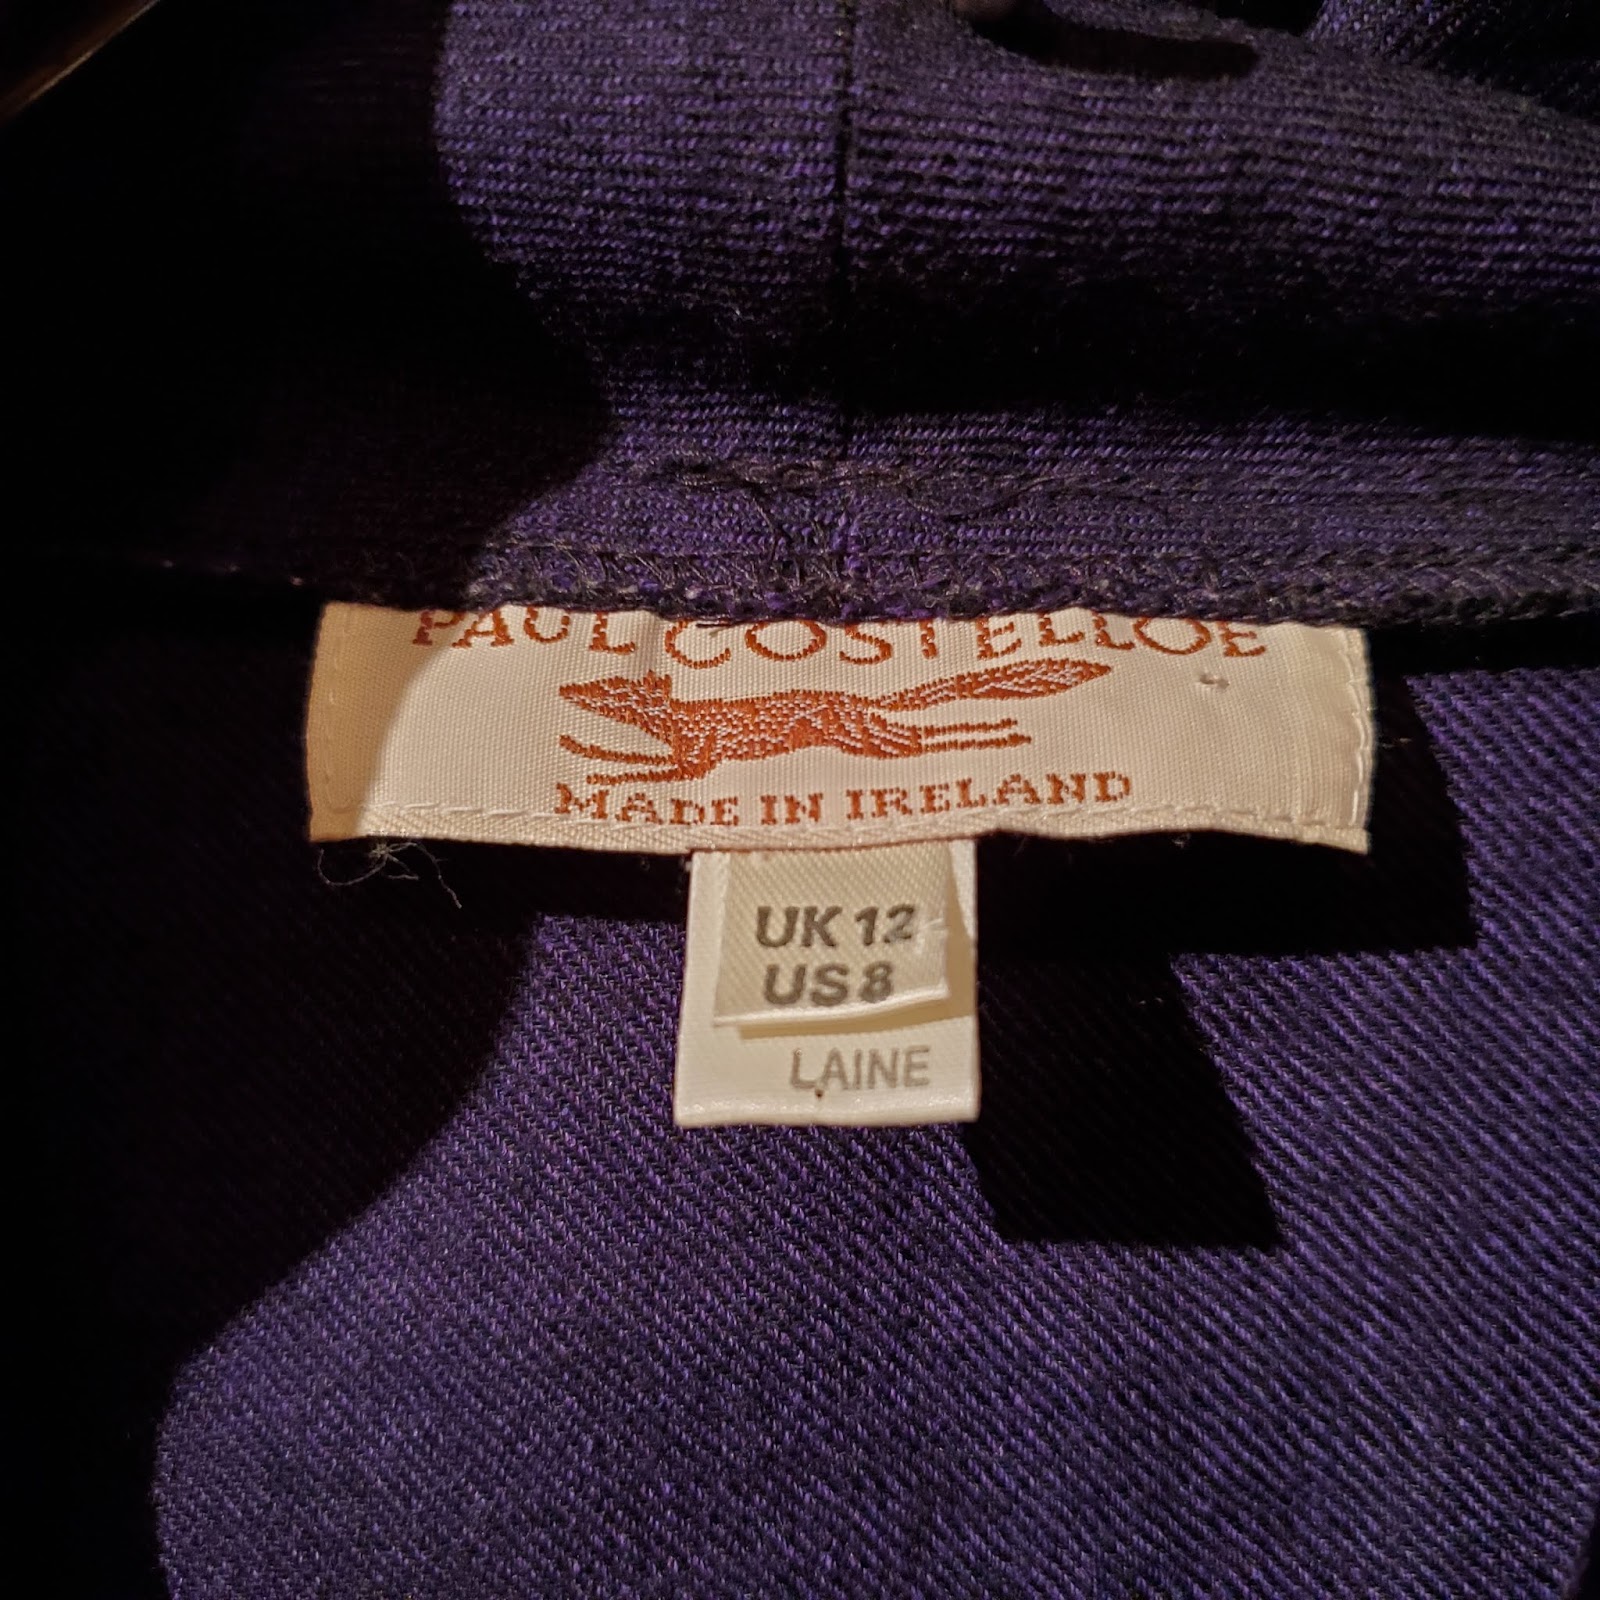 PAUL COSTELLOE
MADE IN IRELAND
UK 12
US 8
LAINE